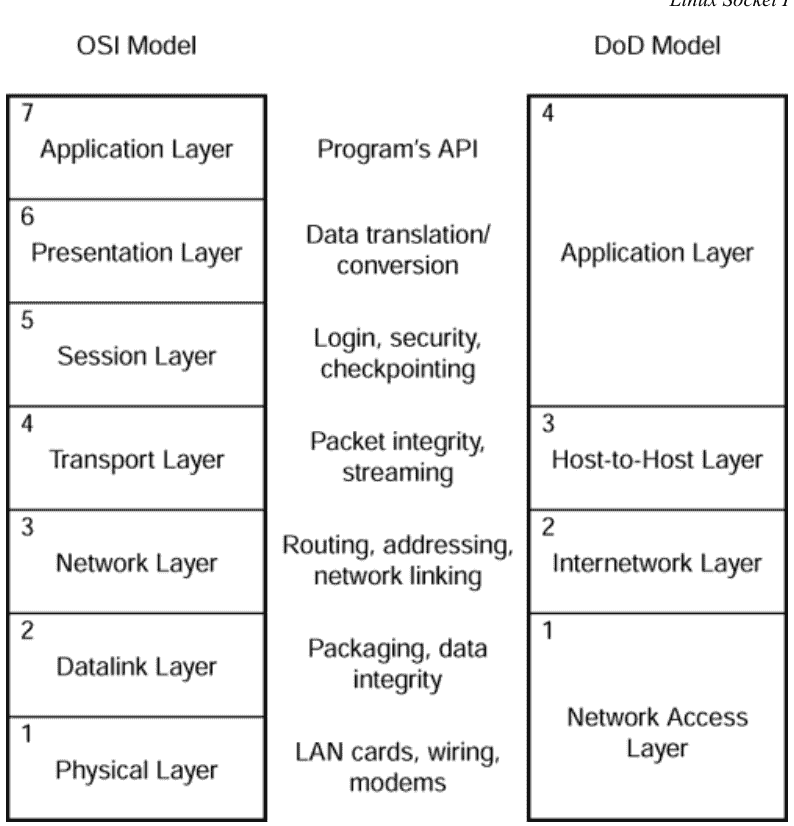 Linux Socket
OSI Model
DoD Model
7
Application Layer
Program's API
4
Application Layer
6
Presentation Layer
Data translation/
conversion
5
Session Layer
Login, security,
checkpointing
4
Transport Layer
Packet integrity,
streaming
3
Host-to-Host Layer
3
Network Layer
Routing, addressing,
network linking
2
Internetwork Layer
2
Datalink Layer
Packaging, data
integrity
1
Network Access
Layer
1
Physical Layer
LAN cards, wiring,
modems